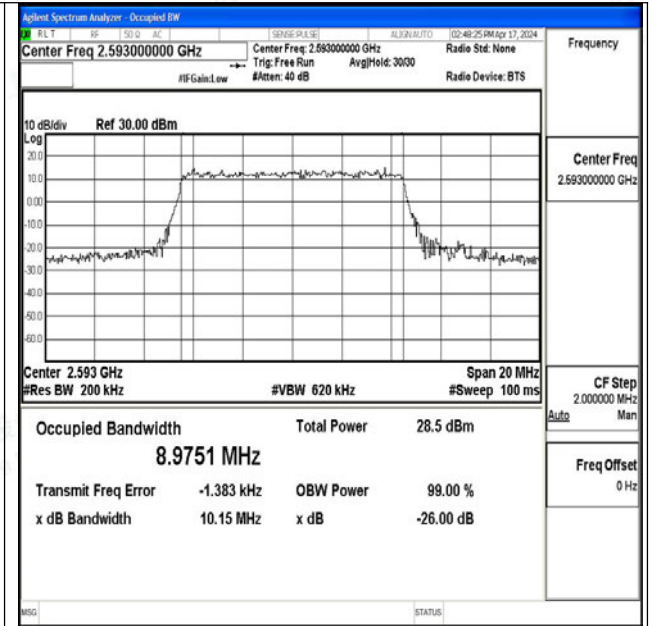 Agilent Spectrum Analyzer - Occupied BW
RL T RF 50 Ω AC SENSE:PULSE ALIGN AUTO 02:48:25 PM Apr 17, 2024
Center Freq 2.593000000 GHz
Center Freq: 2.593000000 GHz
Radio Std: None
Trig: Free Run Avg|Hold: 30/30
#IFGain:Low #Atten: 40 dB Radio Device: BTS
Frequency
10 dB/div Ref 30.00 dBm
Log
20.0
10.0
0.00
-10.0
-20.0
-30.0
-40.0
-50.0
-60.0
Center 2.593 GHz Span 20 MHz
#Res BW 200 kHz #VBW 620 kHz #Sweep 100 ms
Occupied Bandwidth Total Power 28.5 dBm
8.9751 MHz
Transmit Freq Error -1.383 kHz OBW Power 99.00 %
x dB Bandwidth 10.15 MHz x dB -26.00 dB
Center Freq
2.593000000 GHz
CF Step
2.000000 MHz
Auto Man
Freq Offset
0 Hz
MSG STATUS